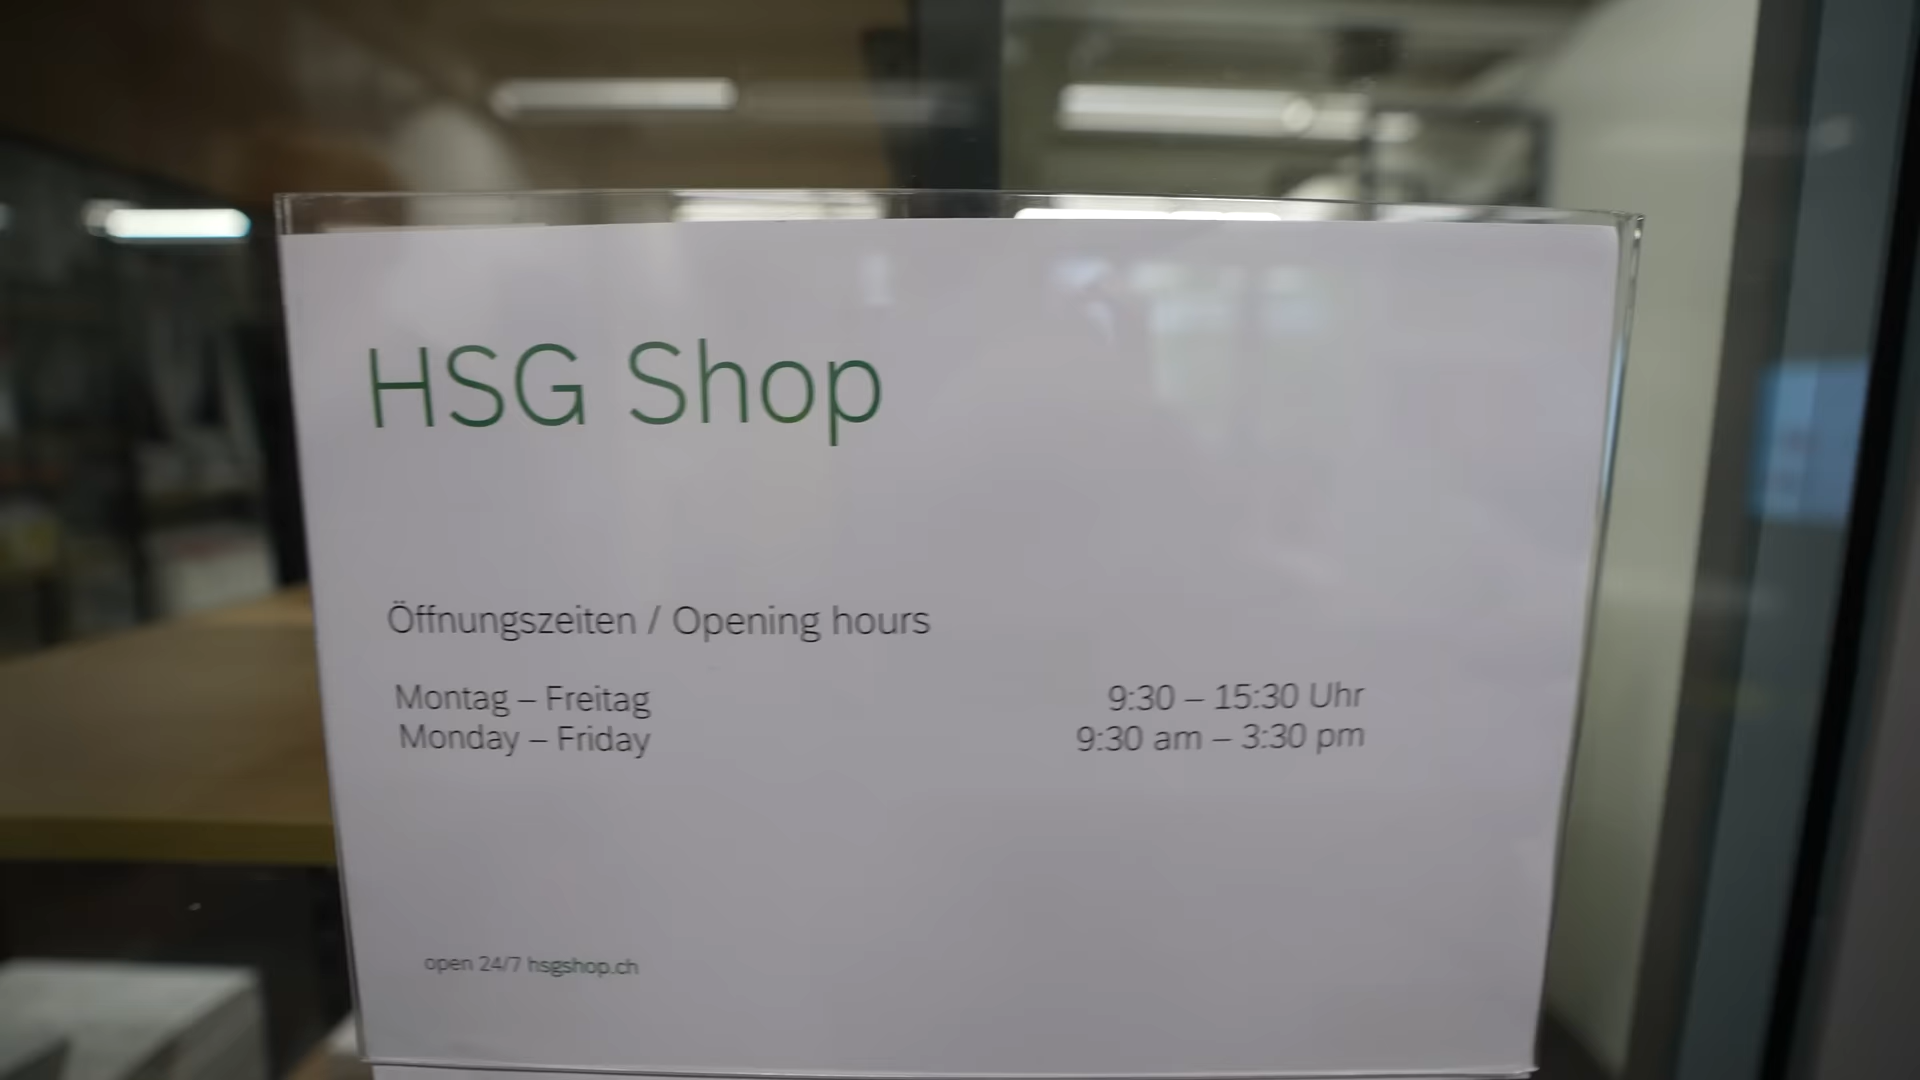 HSG Shop
Öffnungszeiten / Opening hours
Montag – Freitag 9:30 – 15:30 Uhr
Monday – Friday 9:30 am – 3:30 pm
open 24/7 hsgshop.ch